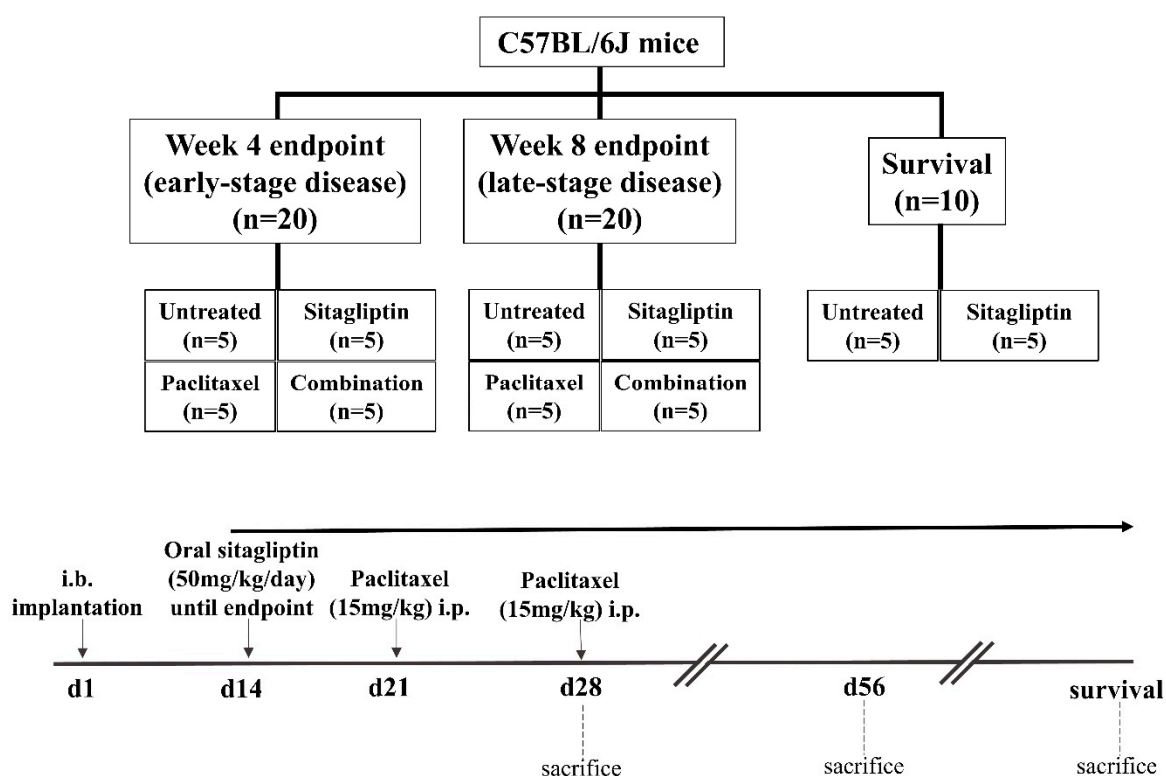 C57BL/6J mice
Week 4 endpoint
(early-stage disease)
(n=20)
Week 8 endpoint
(late-stage disease)
(n=20)
Survival
(n=10)
Untreated
(n=5)
Sitagliptin
(n=5)
Paclitaxel
(n=5)
Combination
(n=5)
Untreated
(n=5)
Sitagliptin
(n=5)
Paclitaxel
(n=5)
Combination
(n=5)
Untreated
(n=5)
Sitagliptin
(n=5)
i.b.
implantation
Oral sitagliptin
(50mg/kg/day)
until endpoint
Paclitaxel
(15mg/kg) i.p.
Paclitaxel
(15mg/kg) i.p.
d1
d14
d21
d28
d56
survival
sacrifice
sacrifice
sacrifice